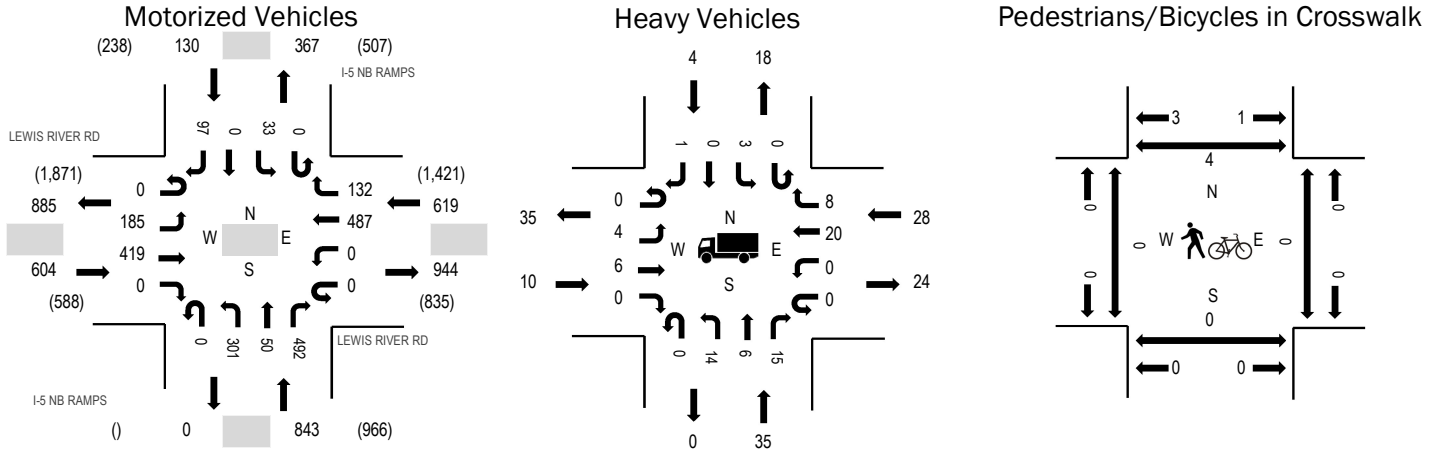 Motorized Vehicles
(238) 130 367 (507)
I-5 NB RAMPS
97 0 33 0
LEWIS RIVER RD
(1,871) 0 132 (1,421)
885 185 N 487 619
W E
604 419 S 0 944
(588) 0 0 (835)
0 301 50 492
LEWIS RIVER RD
I-5 NB RAMPS
() 0 843 (966)
Heavy Vehicles
4 18
1 0 3 0
0 8
35 4 N 20 28
W E
10 6 S 0 24
0 0
0 14 6 15
0 35
Pedestrians/Bicycles in Crosswalk
3 1
4
N
0 0
0 W E 0
0 0
S
0
0 0